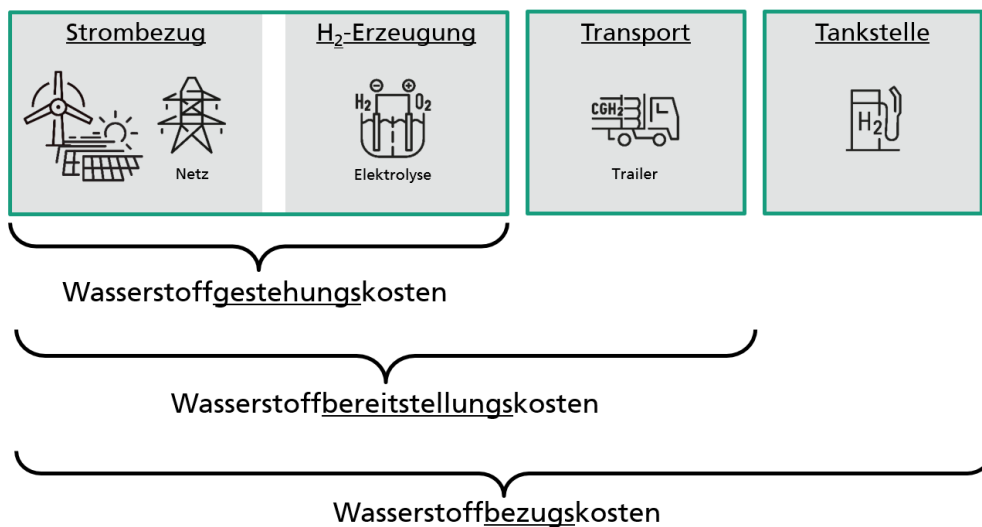 Strombezug
H₂-Erzeugung
Transport
Tankstelle
H₂
O₂
CGH₂
H₂
Netz
Elektrolyse
Trailer
Wasserstoffgestehungskosten
Wasserstoffbereitstellungskosten
Wasserstoffbezugskosten